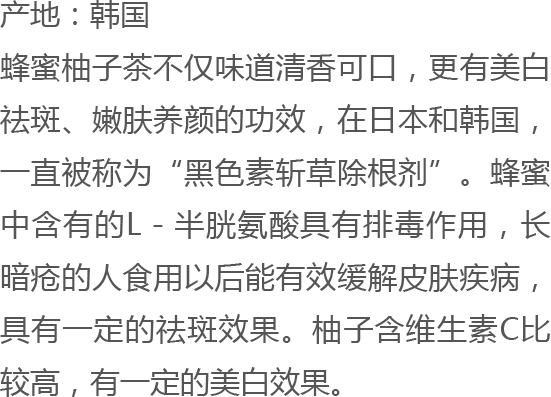 产地：韩国
蜂蜜柚子茶不仅味道清香可口，更有美白
祛斑、嫩肤养颜的功效，在日本和韩国，
一直被称为“黑色素斩草除根剂”。蜂蜜
中含有的L－半胱氨酸具有排毒作用，长
暗疮的人食用以后能有效缓解皮肤疾病，
具有一定的祛斑效果。柚子含维生素C比
较高，有一定的美白效果。